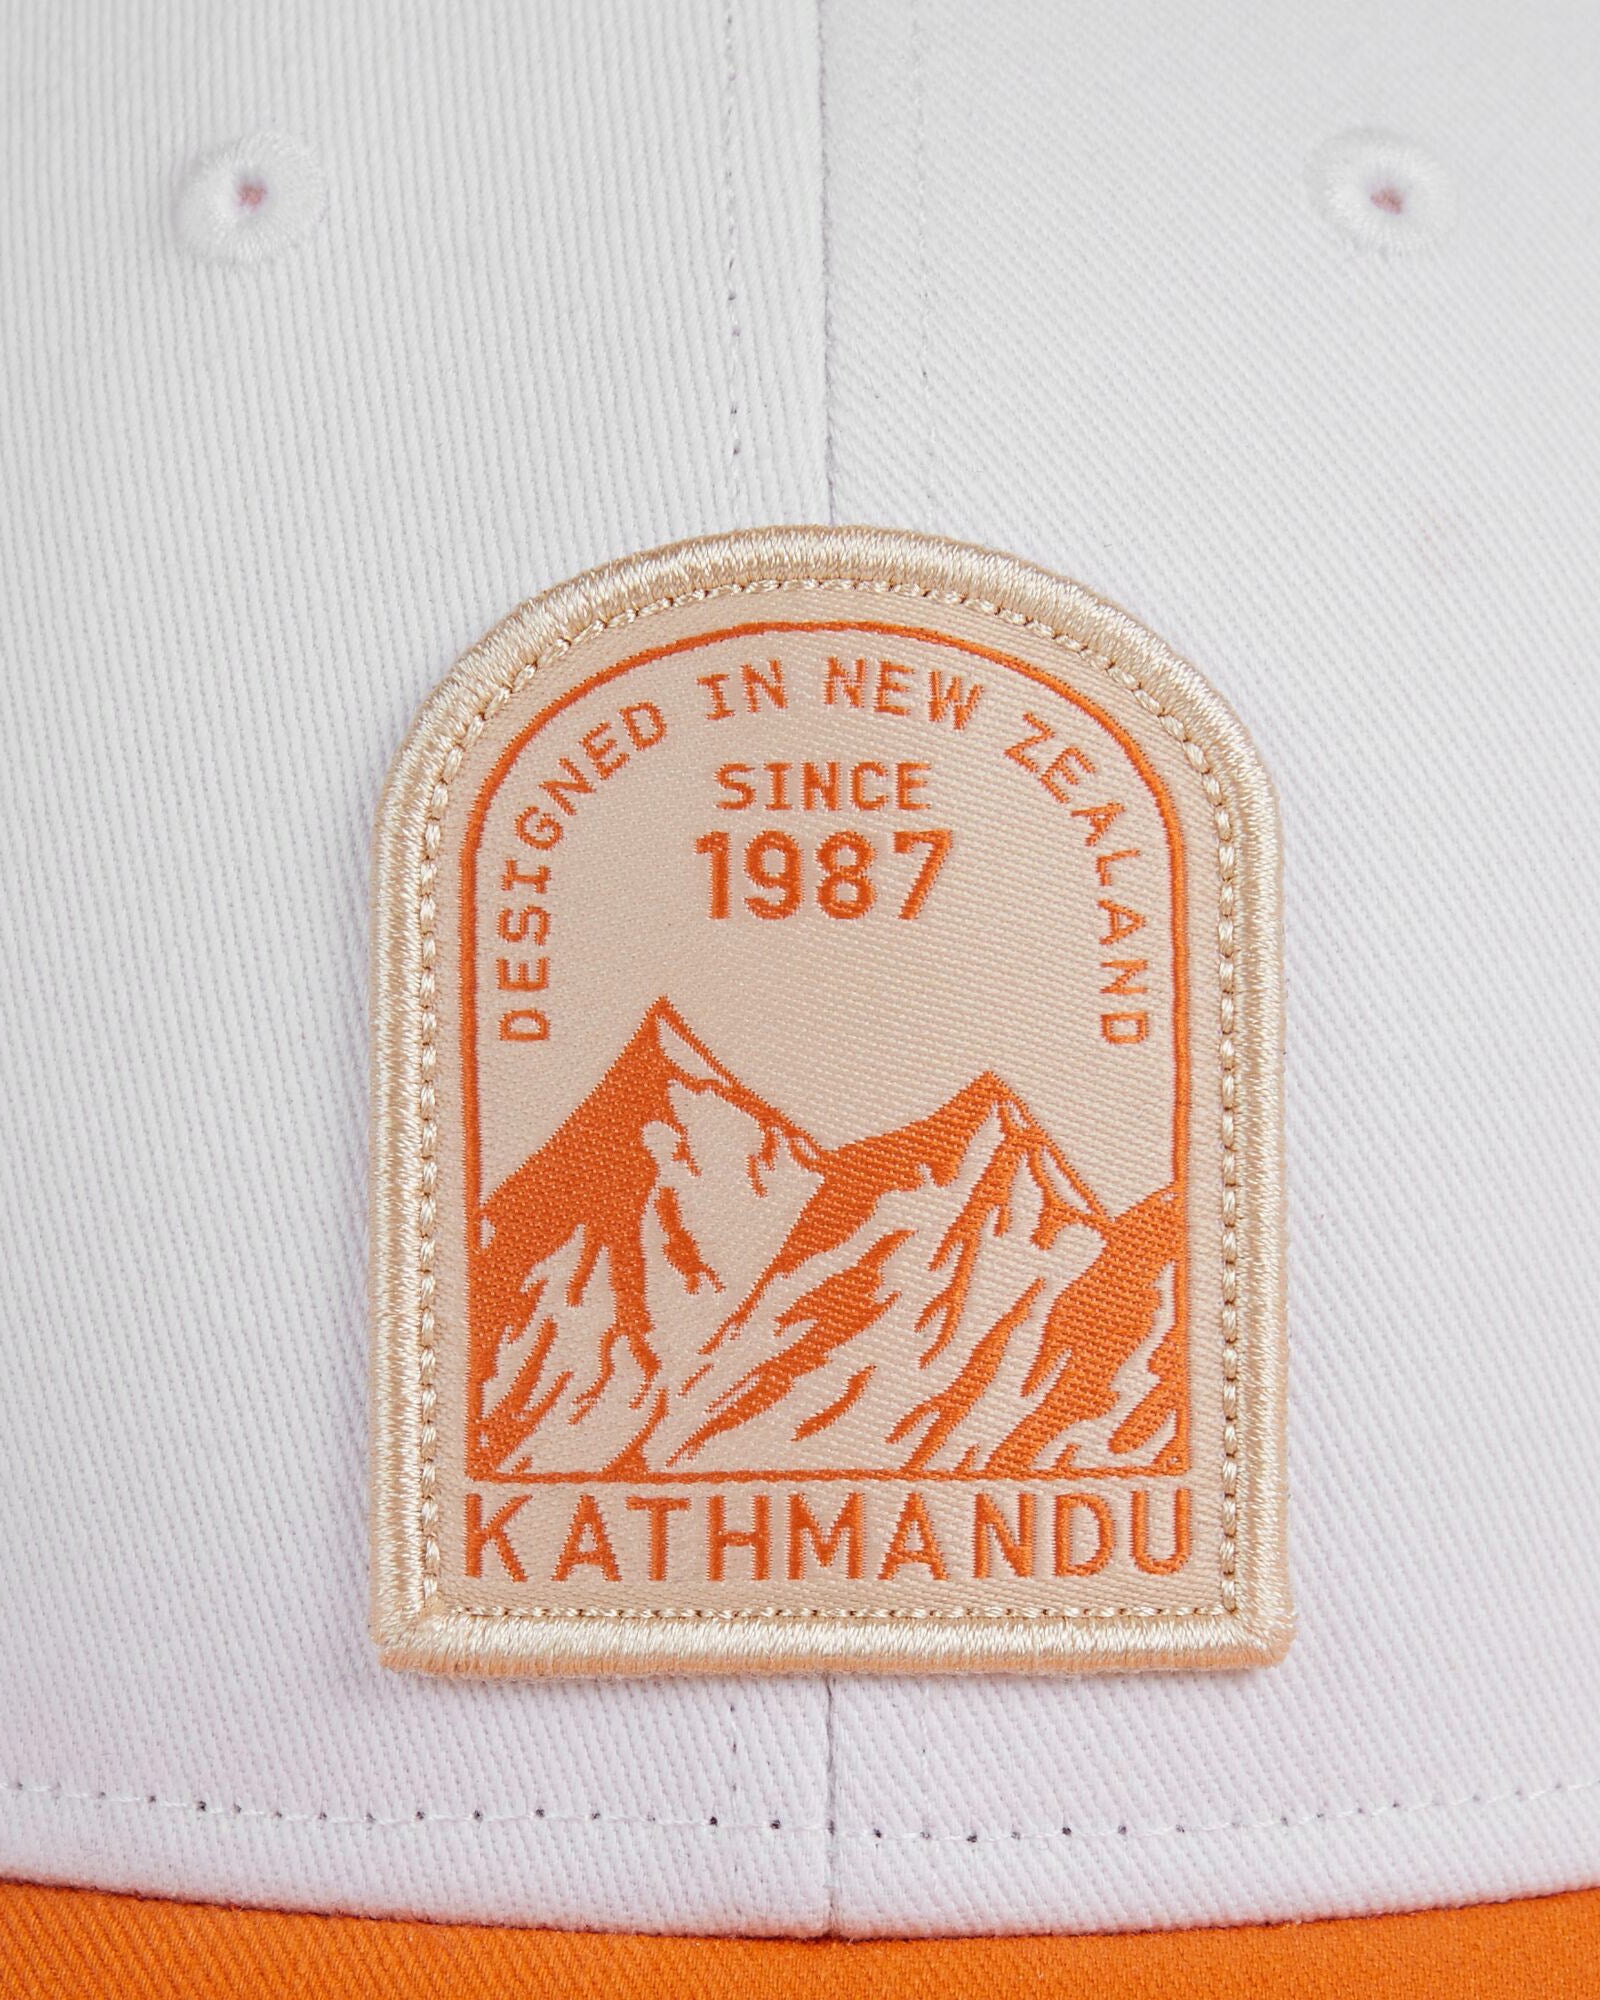 DESIGNED IN NEW ZEALAND
SINCE
1987
KATHMANDU